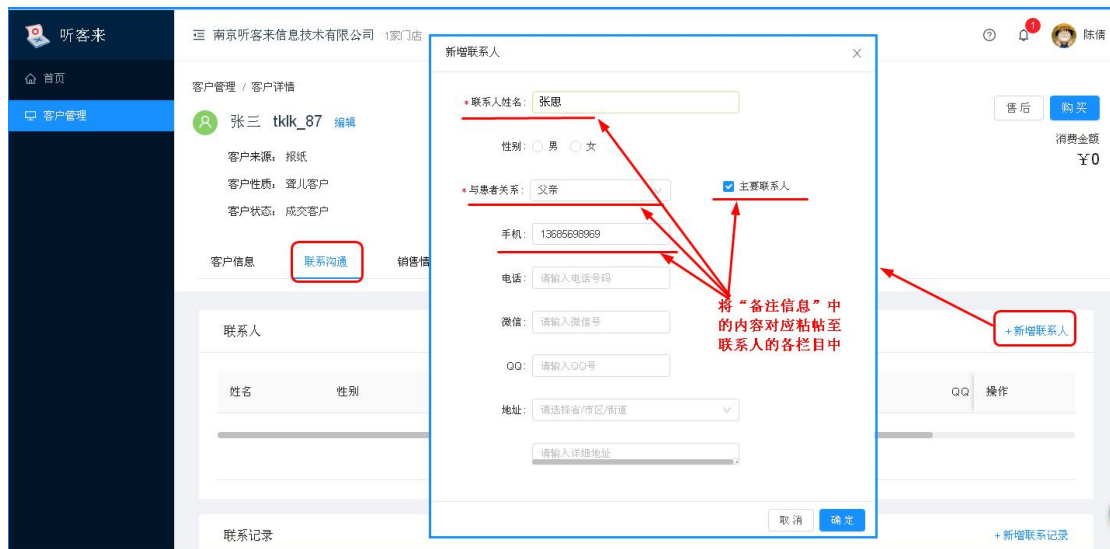 听客来
南京听客来信息技术有限公司 1家门店
1
陈倩
首页
客户管理
客户管理 / 客户详情
张三 tklk_87 编辑
售后 购买
消费金额
¥0
客户来源: 报纸
客户性质: 聋儿客户
客户状态: 成交客户
客户信息 联系沟通 销售情
联系人
+新增联系人
姓名 性别 QQ 操作
联系记录
+新增联系记录
新增联系人
*联系人姓名: 张思
性别: 男 女
*与患者关系: 父亲 主要联系人
手机: 13685698969
电话: 请输入电话号码
微信: 请输入微信号
QQ: 请输入QQ号
地址: 请选择省/市区/街道
请输入详细地址
取消 确定
将“备注信息”中
的内容对应粘帖至
联系人的各栏目中